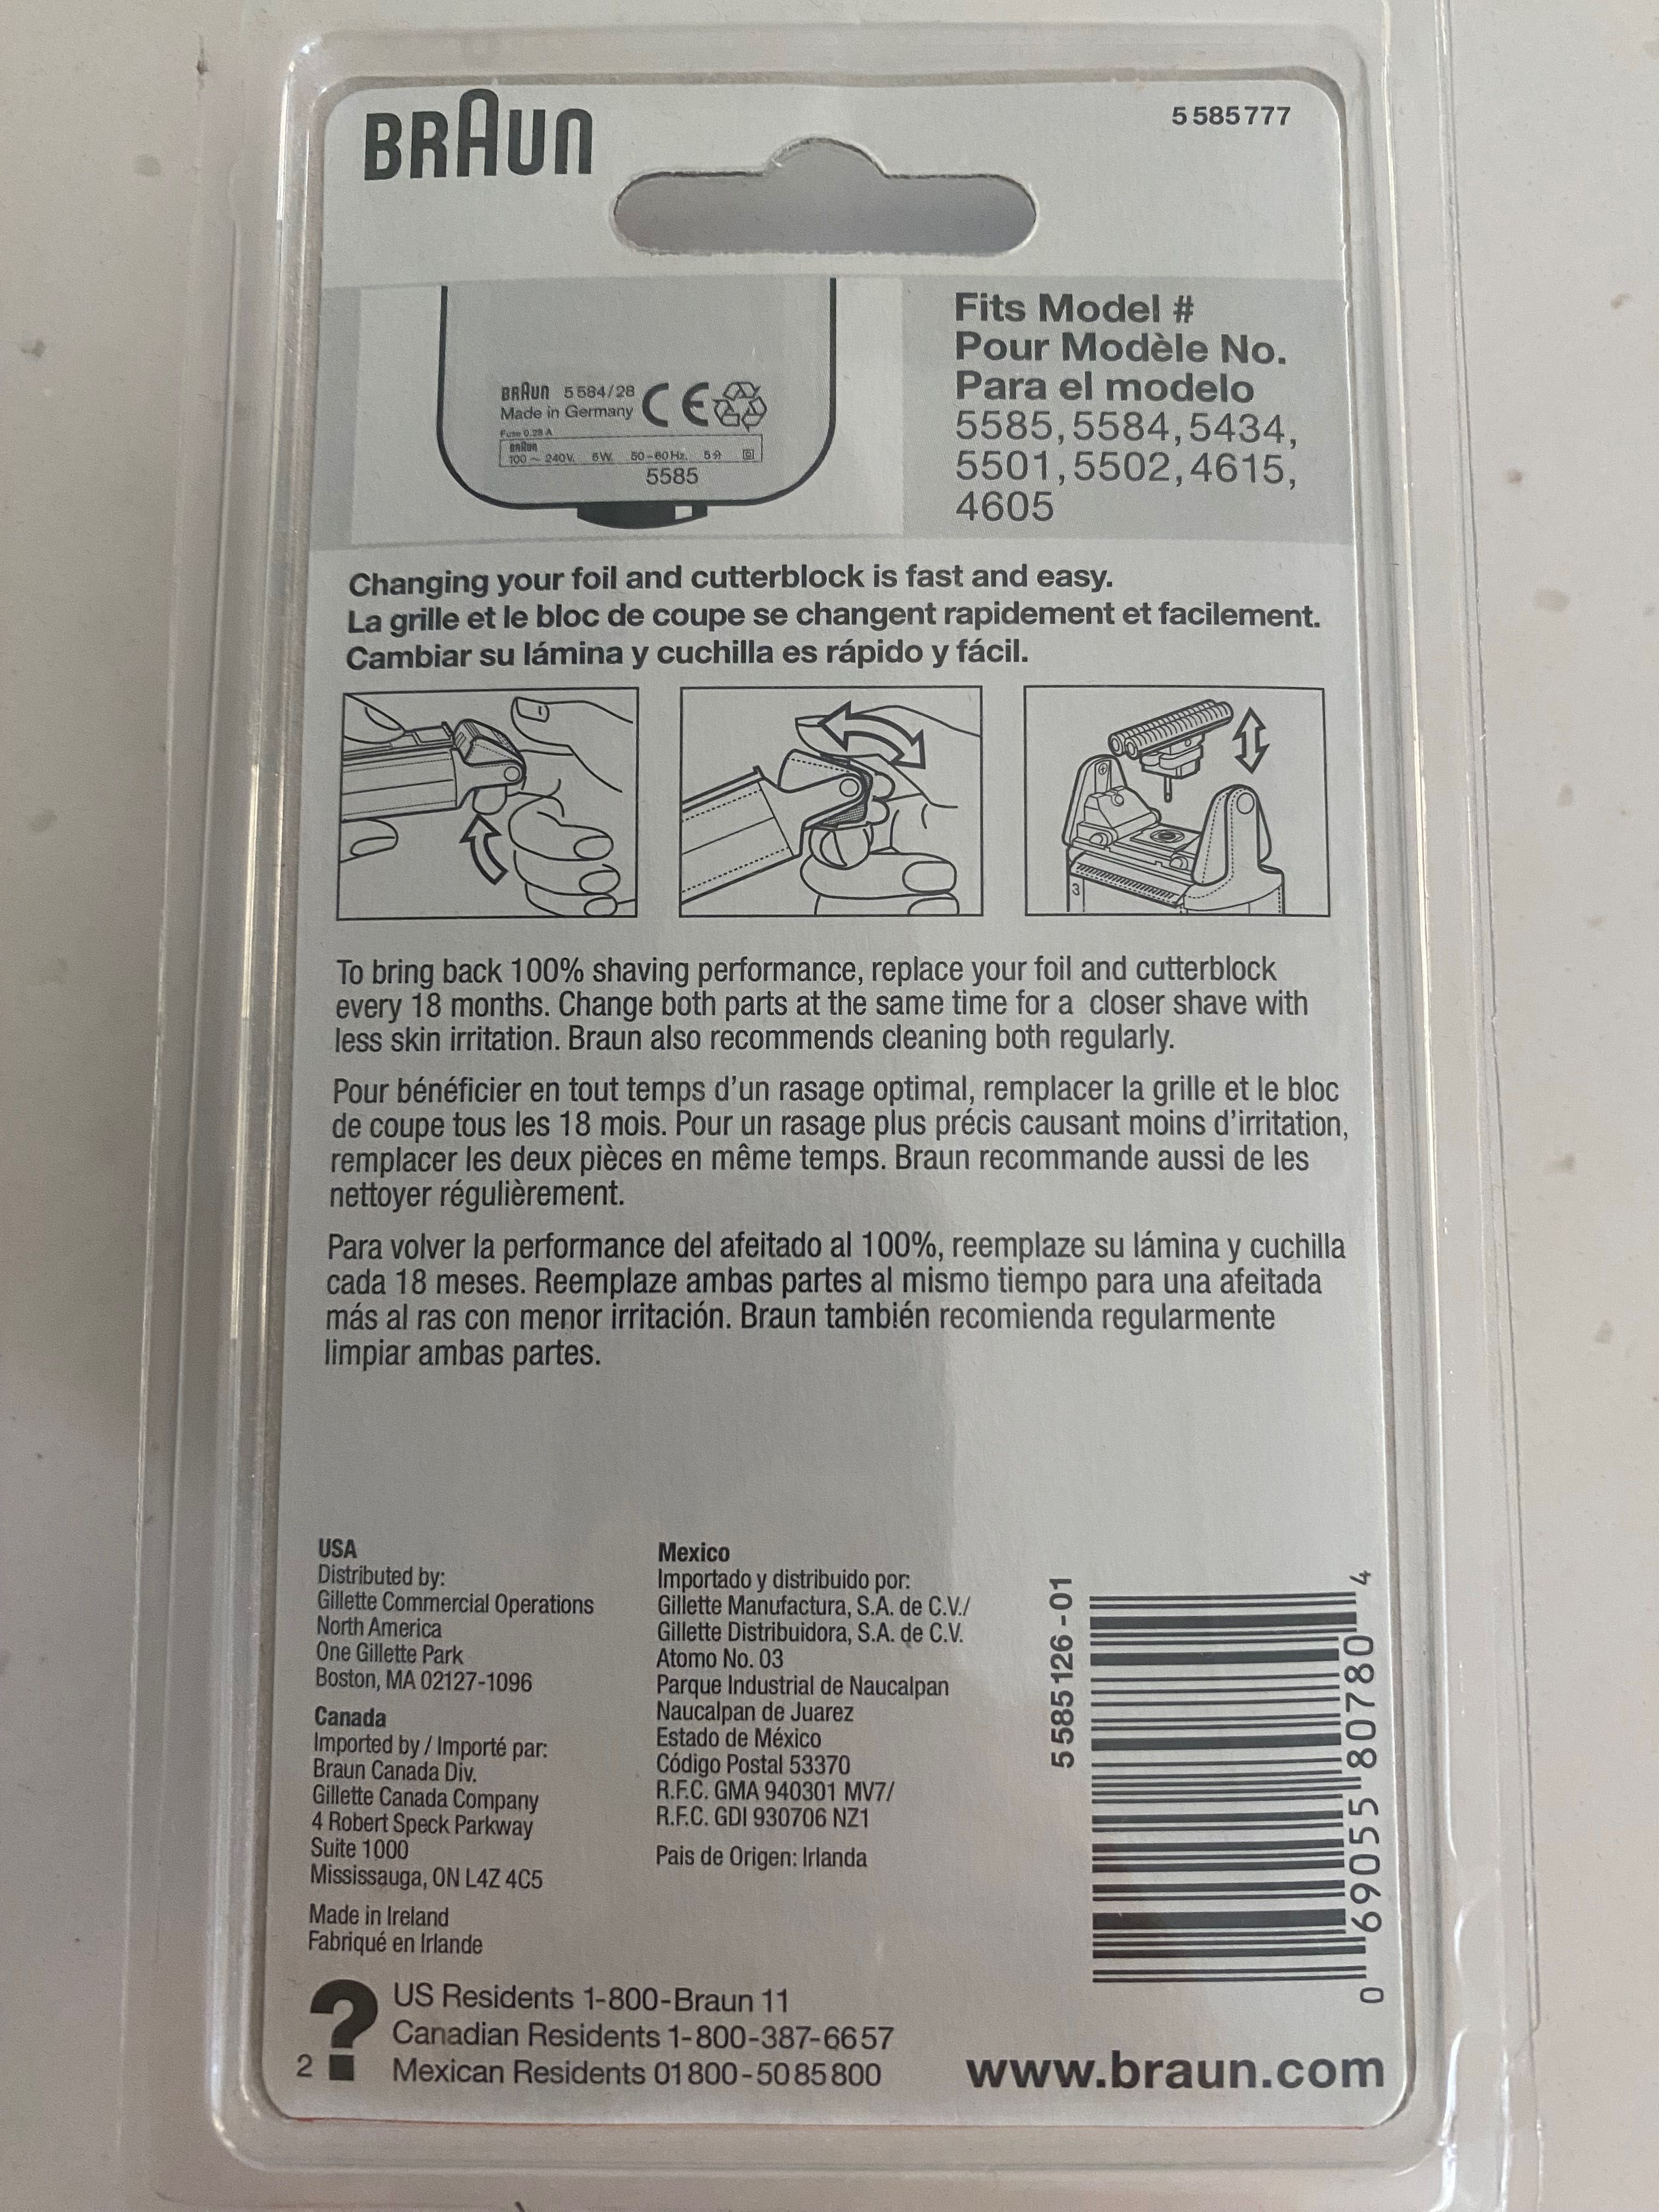 BRAUN
5 585 777
BRAUN 5 584/28
Made in Germany
CE
Fuse 0.28 A
BRAUN
100 ~ 240V. 6W. 50-60Hz.
5585
Fits Model #
Pour Modèle No.
Para el modelo
5585, 5584, 5434,
5501, 5502, 4615,
4605
Changing your foil and cutterblock is fast and easy.
La grille et le bloc de coupe se changent rapidement et facilement.
Cambiar su lámina y cuchilla es rápido y fácil.
3
To bring back 100% shaving performance, replace your foil and cutterblock
every 18 months. Change both parts at the same time for a closer shave with
less skin irritation. Braun also recommends cleaning both regularly.
Pour bénéficier en tout temps d'un rasage optimal, remplacer la grille et le bloc
de coupe tous les 18 mois. Pour un rasage plus précis causant moins d'irritation,
remplacer les deux pièces en même temps. Braun recommande aussi de les
nettoyer régulièrement.
Para volver la performance del afeitado al 100%, reemplaze su lámina y cuchilla
cada 18 meses. Reemplaze ambas partes al mismo tiempo para una afeitada
más al ras con menor irritación. Braun también recomienda regularmente
limpiar ambas partes.
USA
Distributed by:
Gillette Commercial Operations
North America
One Gillette Park
Boston, MA 02127-1096
Canada
Imported by / Importé par:
Braun Canada Div.
Gillette Canada Company
4 Robert Speck Parkway
Suite 1000
Mississauga, ON L4Z 4C5
Made in Ireland
Fabriqué en Irlande
Mexico
Importado y distribuido por:
Gillette Manufactura, S.A. de C.V./
Gillette Distribuidora, S.A. de C.V.
Atomo No. 03
Parque Industrial de Naucalpan
Naucalpan de Juarez
Estado de México
Código Postal 53370
R.F.C. GMA 940301 MV7/
R.F.C. GDI 930706 NZ1
Pais de Origen: Irlanda
5 585 126 - 01
0 69055 80780 4
?
US Residents 1-800-Braun 11
Canadian Residents 1-800-387-6657
Mexican Residents 01 800-50 85 800
2
www.braun.com